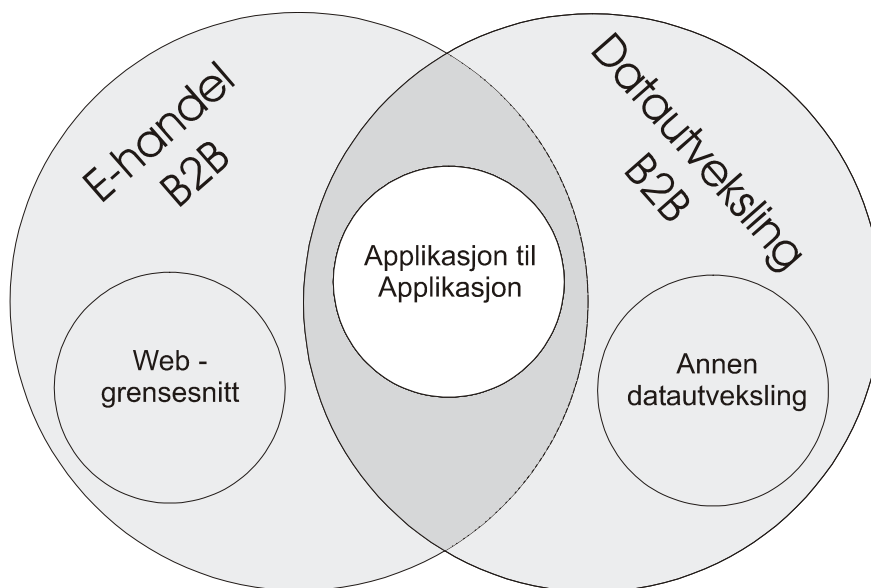 E-handel
B2B
Datautveksling
B2B
Applikasjon til
Applikasjon
Web -
grensesnitt
Annen
datautveksling